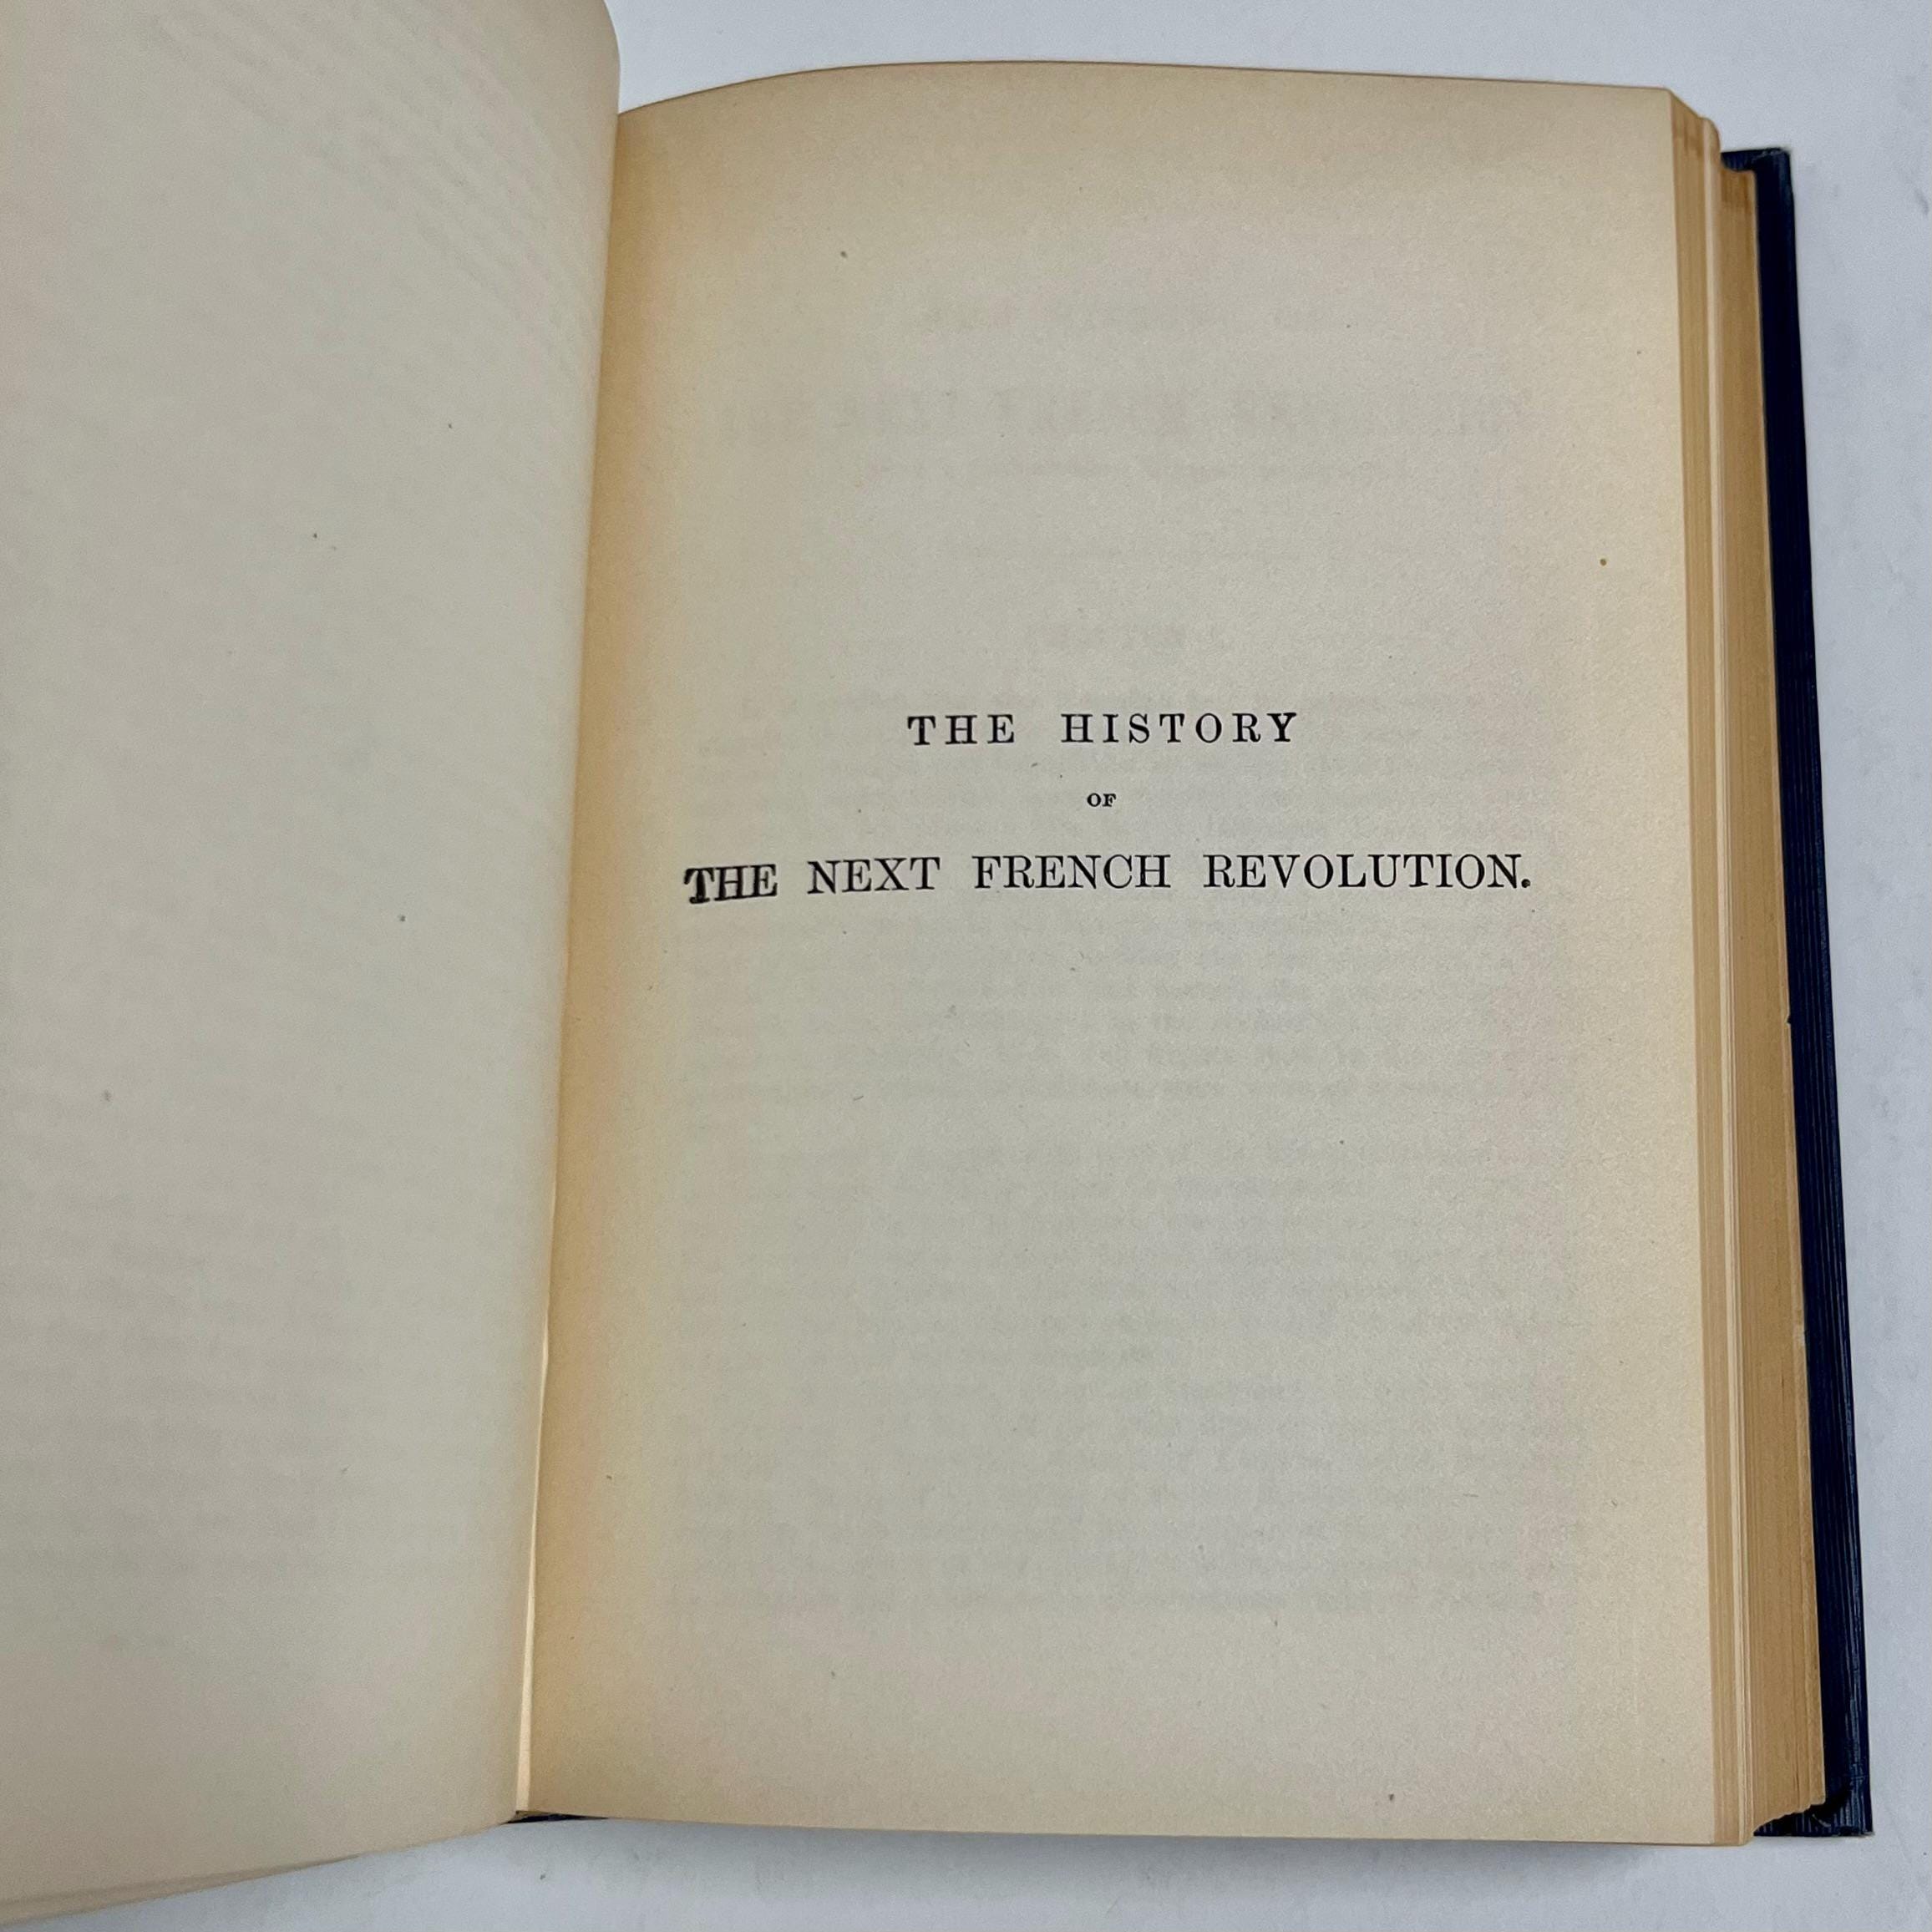 THE HISTORY
OF
THE NEXT FRENCH REVOLUTION.